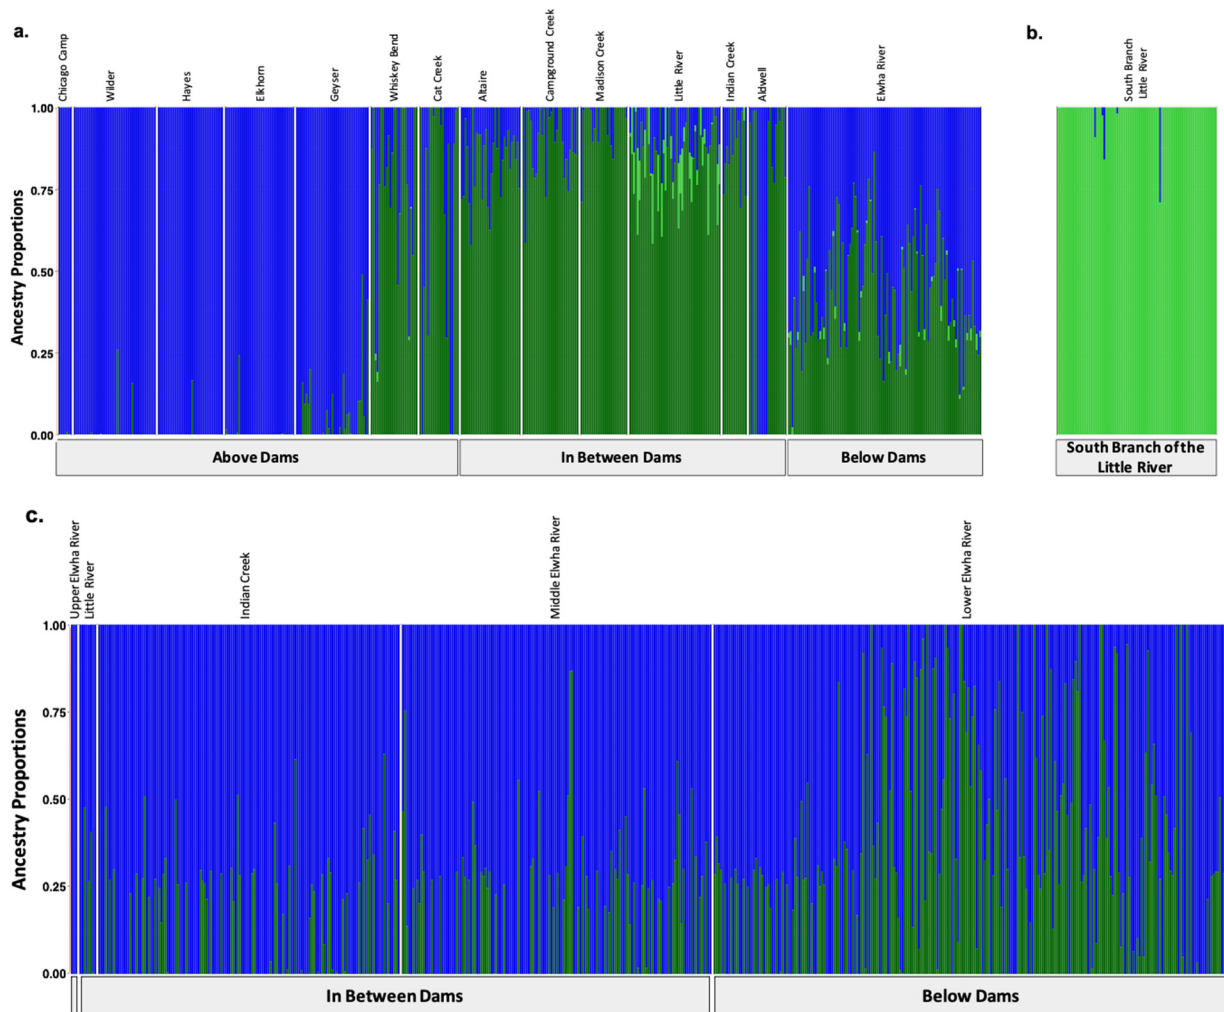 a.
Chicago Camp
Wilder
Hayes
Elkhorn
Geyser
Whiskey Bend
Cat Creek
Altaire
Campground Creek
Madison Creek
Little River
Indian Creek
Aldwell
Elwha River
Ancestry Proportions
1.00
0.75
0.50
0.25
0.00
Above Dams
In Between Dams
Below Dams
b.
South Branch
Little River
South Branch of the
Little River
c.
Upper Elwha River
Little River
Indian Creek
Middle Elwha River
Lower Elwha River
Ancestry Proportions
1.00
0.75
0.50
0.25
0.00
In Between Dams
Below Dams